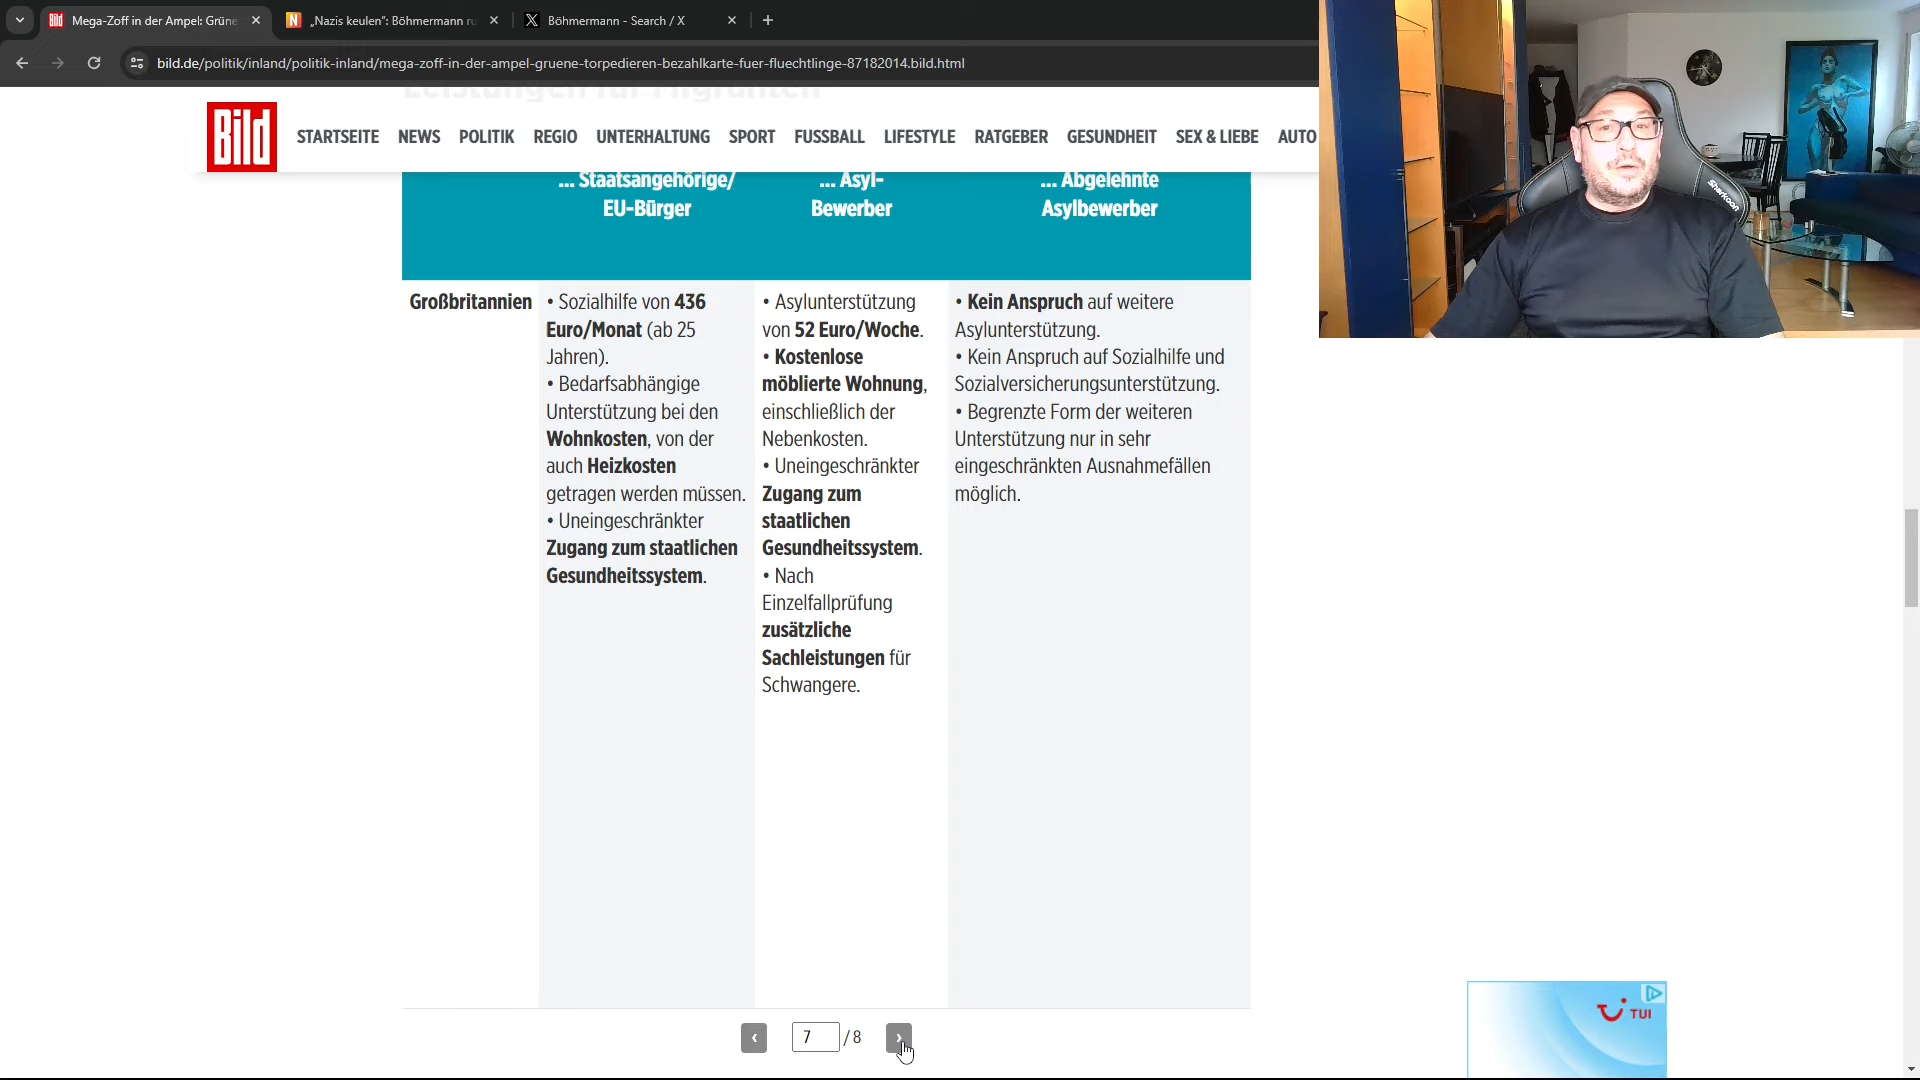 Mega-Zoff in der Ampel: Grüne
„Nazis keulen“: Böhmermann ru
Böhmermann - Search / X
bild.de/politik/inland/politik-inland/mega-zoff-in-der-ampel-gruene-torpedieren-bezahlkarte-fuer-fluechtlinge-87182014.bild.html
Leistungen für Migranten
Bild
STARTSEITE NEWS POLITIK REGIO UNTERHALTUNG SPORT FUSSBALL LIFESTYLE RATGEBER GESUNDHEIT SEX & LIEBE AUTO
... Staatsangehörige/
EU-Bürger
... Asyl-
Bewerber
... Abgelehnte
Asylbewerber
Großbritannien
• Sozialhilfe von 436
Euro/Monat (ab 25
Jahren).
• Bedarfsabhängige
Unterstützung bei den
Wohnkosten, von der
auch Heizkosten
getragen werden müssen.
• Uneingeschränkter
Zugang zum staatlichen
Gesundheitssystem.
• Asylunterstützung
von 52 Euro/Woche.
• Kostenlose
möblierte Wohnung,
einschließlich der
Nebenkosten.
• Uneingeschränkter
Zugang zum
staatlichen
Gesundheitssystem.
• Nach
Einzelfallprüfung
zusätzliche
Sachleistungen für
Schwangere.
• Kein Anspruch auf weitere
Asylunterstützung.
• Kein Anspruch auf Sozialhilfe und
Sozialversicherungsunterstützung.
• Begrenzte Form der weiteren
Unterstützung nur in sehr
eingeschränkten Ausnahmefällen
möglich.
7 / 8
TUI
Sharkoon